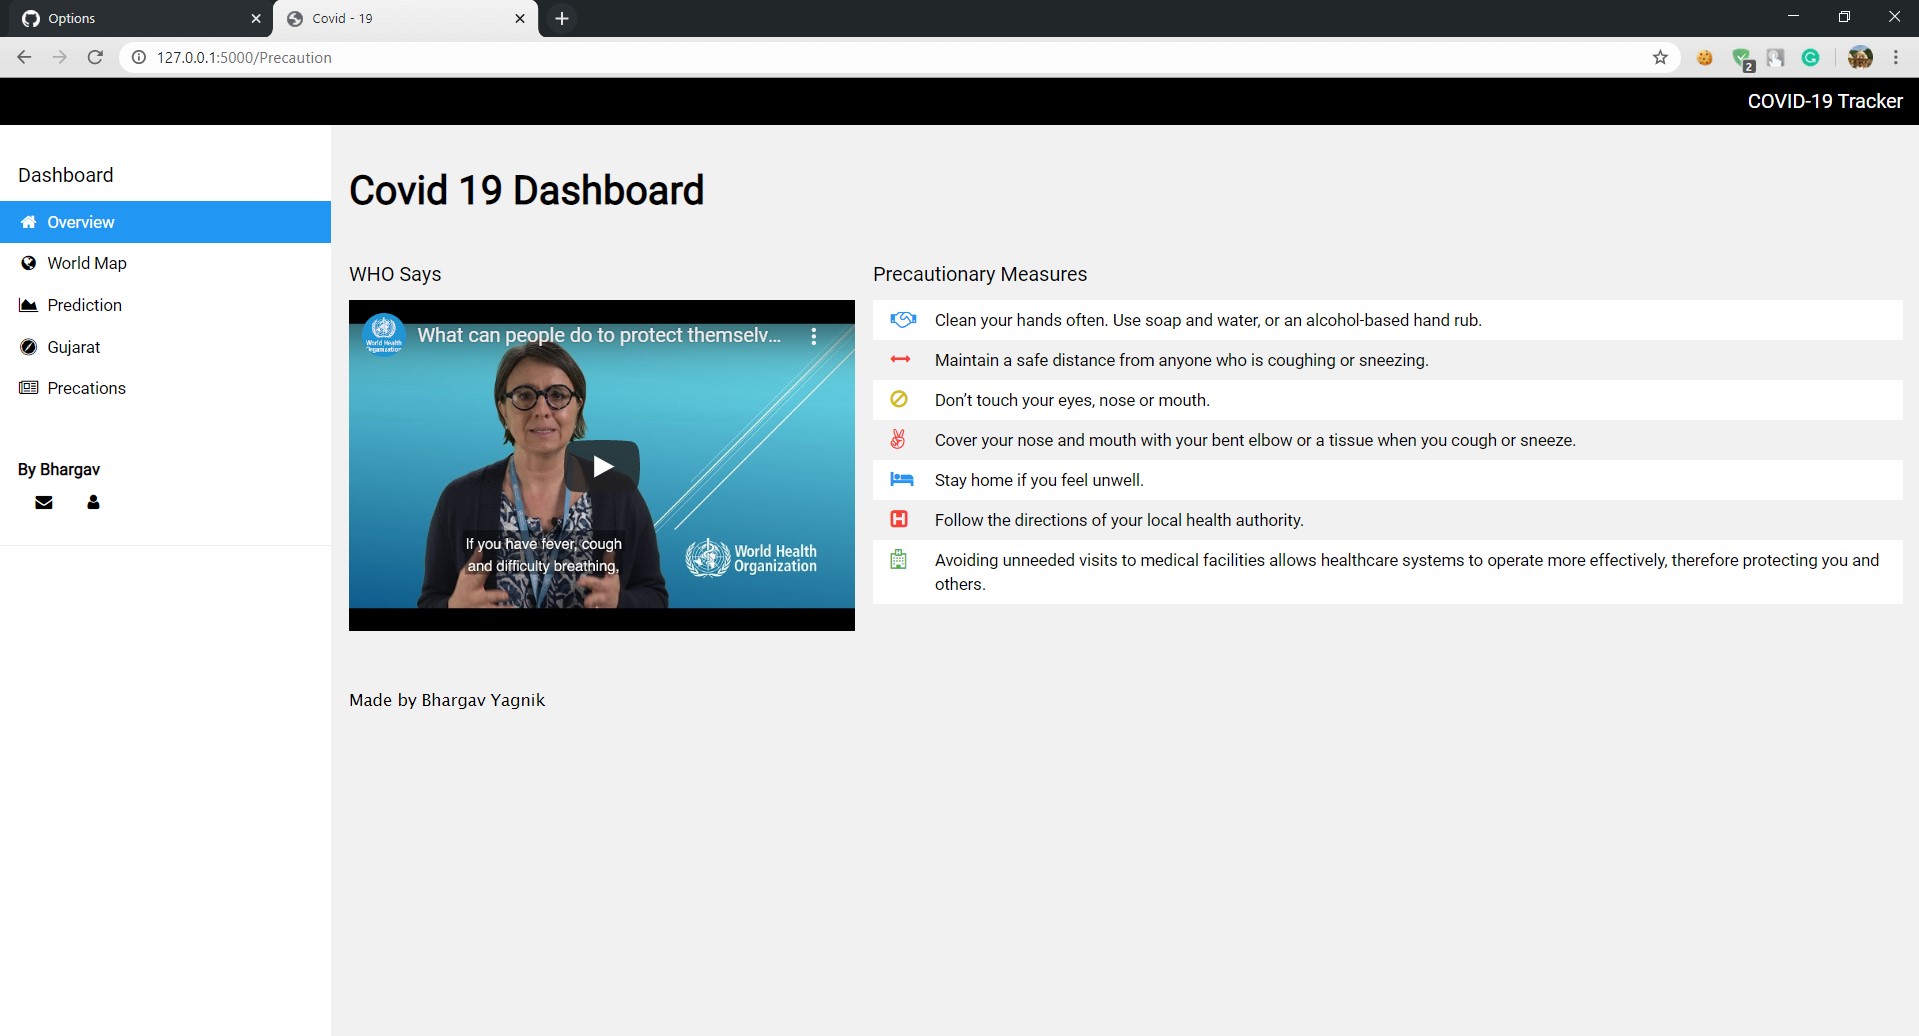 Options
Covid - 19
127.0.0.1:5000/Precaution
2
COVID-19 Tracker
Dashboard
Overview
World Map
Prediction
Gujarat
Precations
By Bhargav
Covid 19 Dashboard
WHO Says
World Health
Organization
What can people do to protect themselv...
If you have fever, cough
and difficulty breathing,
World Health
Organization
Precautionary Measures
Clean your hands often. Use soap and water, or an alcohol-based hand rub.
Maintain a safe distance from anyone who is coughing or sneezing.
Don’t touch your eyes, nose or mouth.
Cover your nose and mouth with your bent elbow or a tissue when you cough or sneeze.
Stay home if you feel unwell.
H
Follow the directions of your local health authority.
Avoiding unneeded visits to medical facilities allows healthcare systems to operate more effectively, therefore protecting you and
others.
Made by Bhargav Yagnik